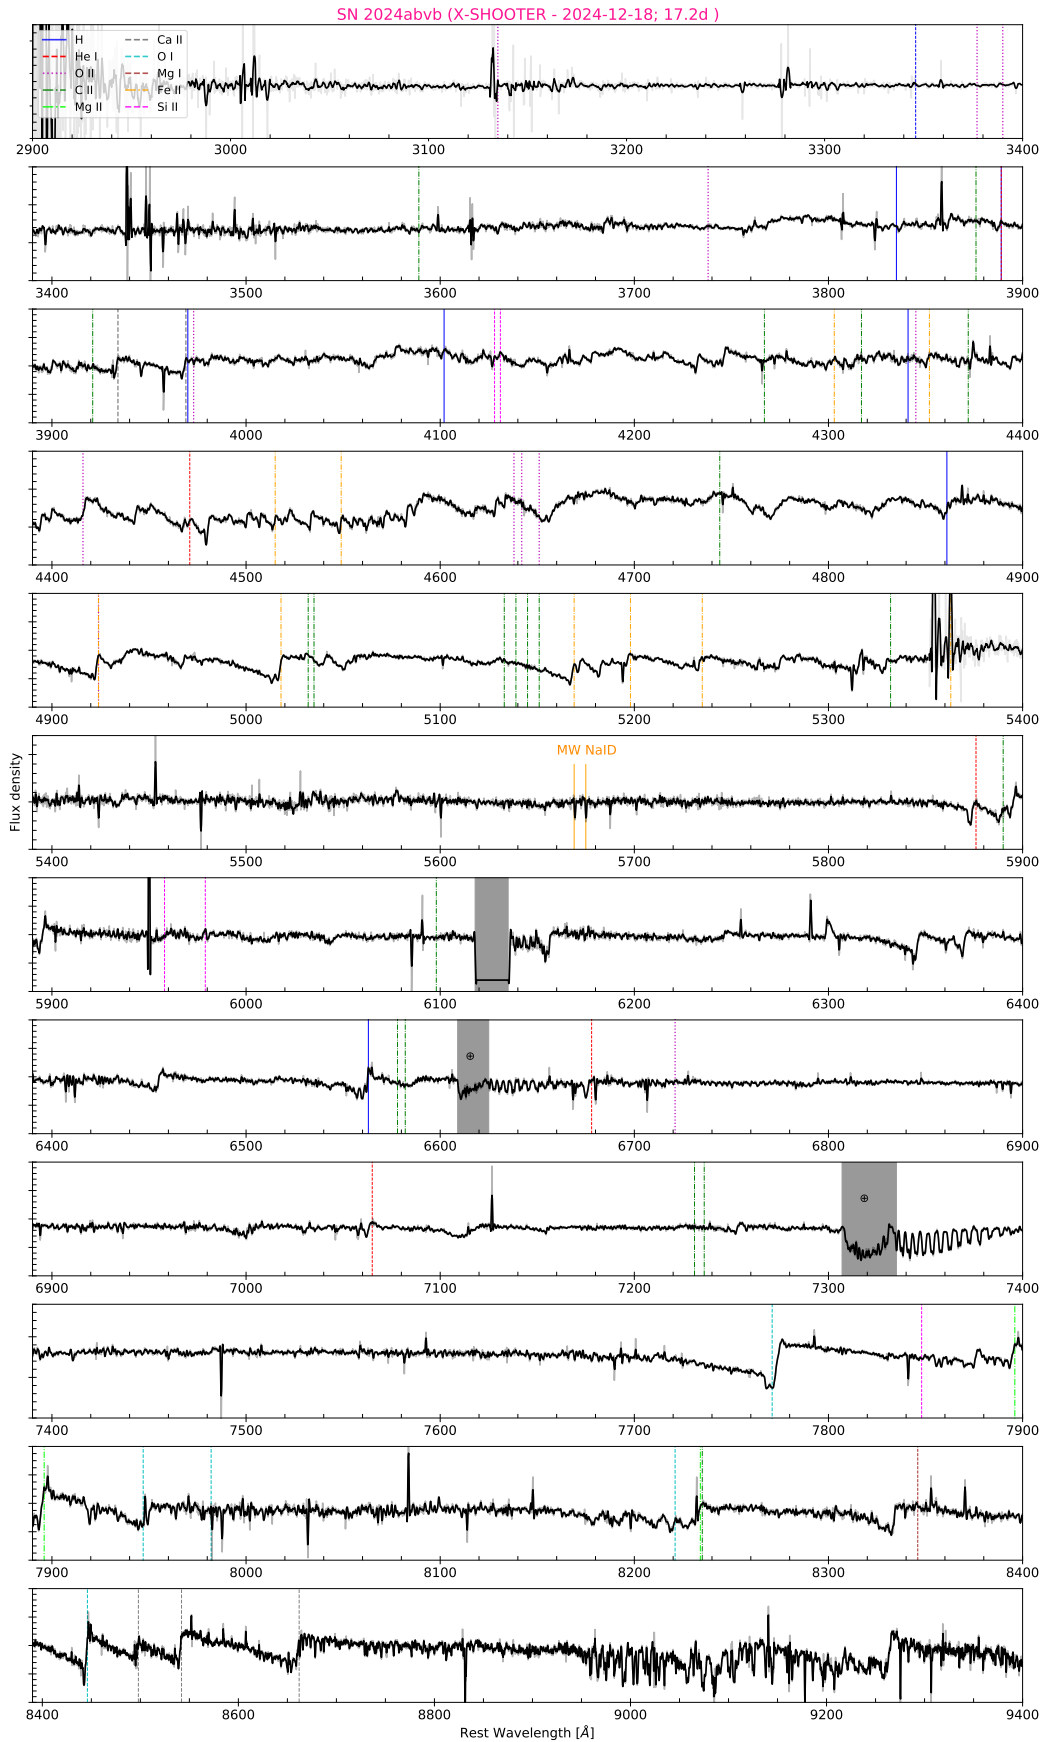 SN 2024abvb (X-SHOOTER - 2024-12-18; 17.2d )
H
He I
O II
C II
Mg II
Ca II
O I
Mg I
Fe II
Si II
2900 3000 3100 3200 3300 3400
3400 3500 3600 3700 3800 3900
3900 4000 4100 4200 4300 4400
4400 4500 4600 4700 4800 4900
4900 5000 5100 5200 5300 5400
MW NaID
5400 5500 5600 5700 5800 5900
Flux density
5900 6000 6100 6200 6300 6400
⊕
6400 6500 6600 6700 6800 6900
⊕
6900 7000 7100 7200 7300 7400
7400 7500 7600 7700 7800 7900
7900 8000 8100 8200 8300 8400
8400 8600 8800 9000 9200 9400
Rest Wavelength [Å]